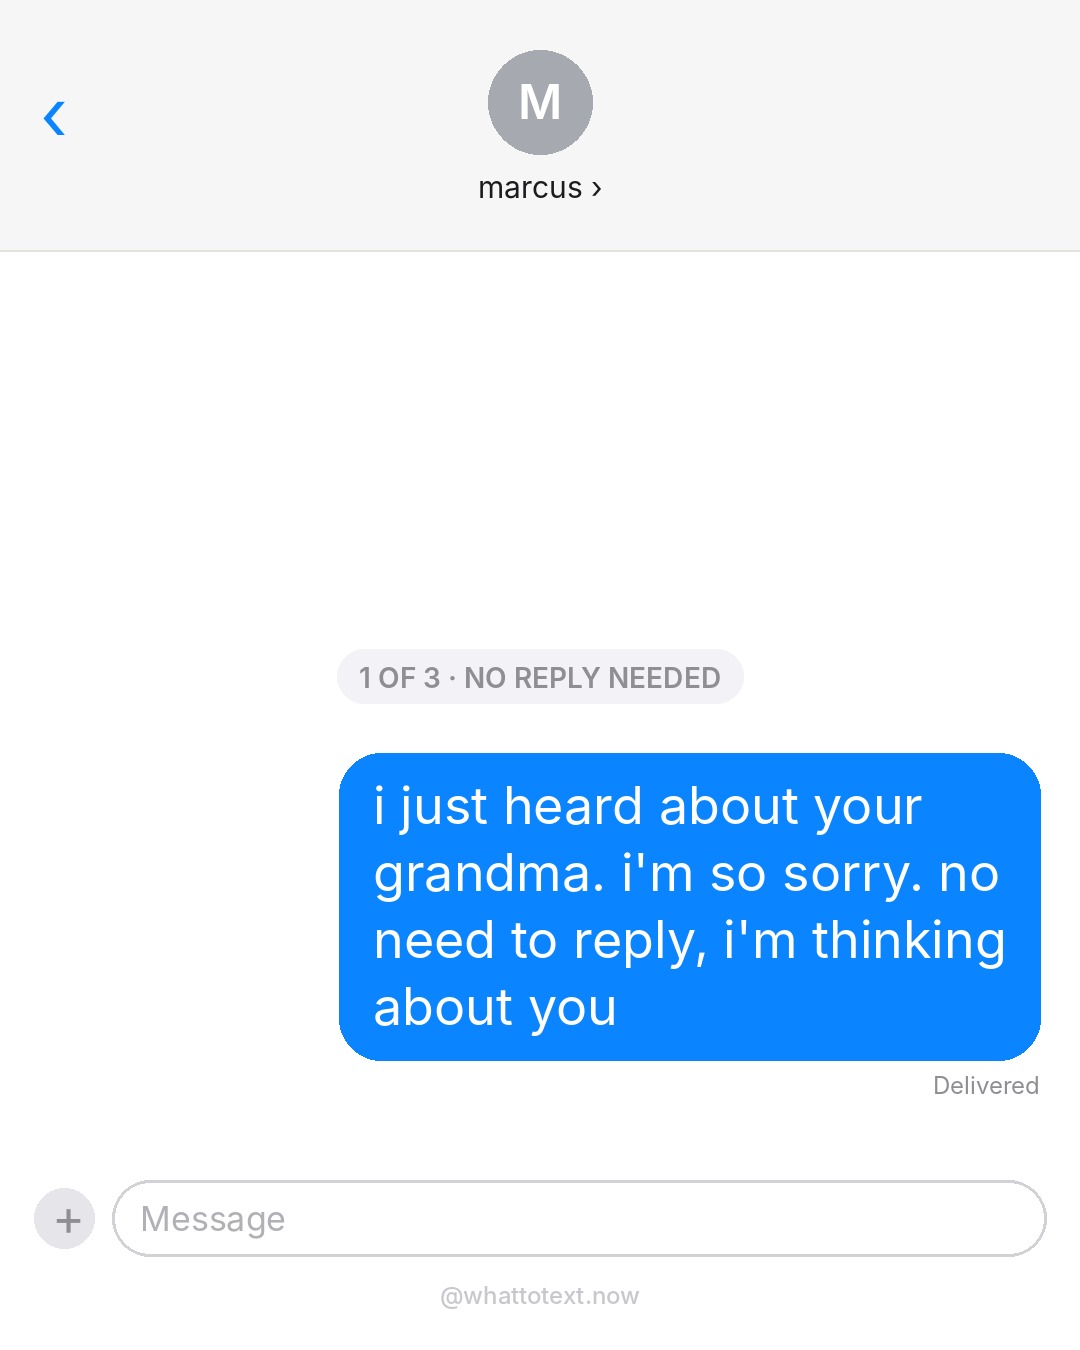 M
marcus ›
1 OF 3 · NO REPLY NEEDED
i just heard about your
grandma. i'm so sorry. no
need to reply, i'm thinking
about you
Delivered
+ Message
@whattotext.now